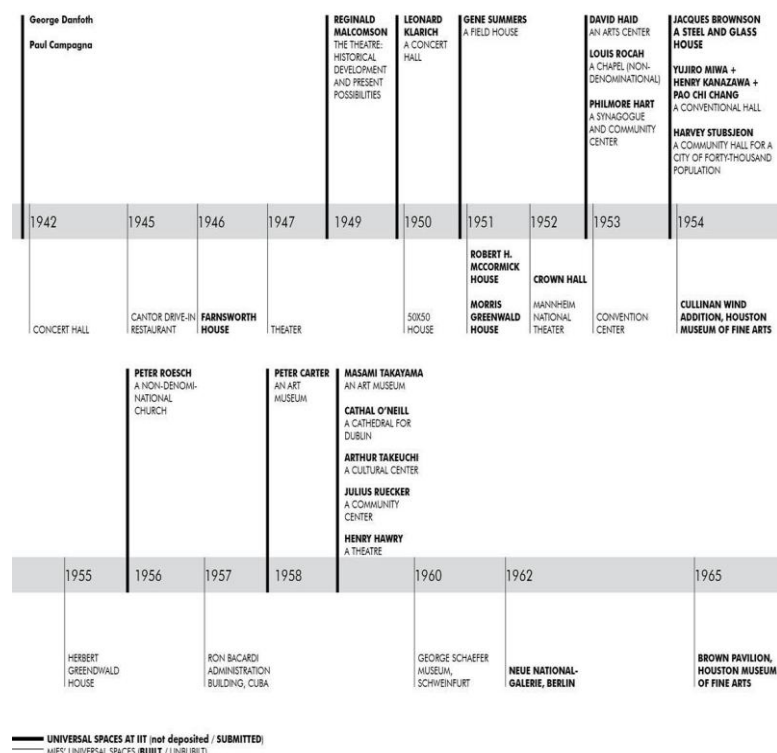 George Danfoth
Paul Campagna
REGINALD
MALCOMSON
THE THEATRE:
HISTORICAL
DEVELOPMENT
AND PRESENT
POSSIBILITIES
LEONARD
KLARICH
A CONCERT
HALL
GENE SUMMERS
A FIELD HOUSE
DAVID HAID
AN ARTS CENTER
LOUIS ROCAH
A CHAPEL (NON-
DENOMINATIONAL)
PHILMORE HART
A SYNAGOGUE
AND COMMUNITY
CENTER
JACQUES BROWNSON
A STEEL AND GLASS
HOUSE
YUJIRO MIWA +
HENRY KANAZAWA +
PAO CHI CHANG
A CONVENTIONAL HALL
HARVEY STUBSJEON
A COMMUNITY HALL FOR A
CITY OF FORTY-THOUSAND
POPULATION
1942 1945 1946 1947 1949 1950 1951 1952 1953 1954
CONCERT HALL
CANTOR DRIVE-IN
RESTAURANT
FARNSWORTH
HOUSE
THEATER
50X50
HOUSE
ROBERT H.
MCCORMICK
HOUSE
MORRIS
GREENWALD
HOUSE
CROWN HALL
MANNHEIM
NATIONAL
THEATER
CONVENTION
CENTER
CULLINAN WIND
ADDITION, HOUSTON
MUSEUM OF FINE ARTS
PETER ROESCH
A NON-DENOMI-
NATIONAL
CHURCH
PETER CARTER
AN ART
MUSEUM
MASAMI TAKAYAMA
AN ART MUSEUM
CATHAL O'NEILL
A CATHEDRAL FOR
DUBLIN
ARTHUR TAKEUCHI
A CULTURAL CENTER
JULIUS RUECKER
A COMMUNITY
CENTER
HENRY HAWRY
A THEATRE
1955 1956 1957 1958 1960 1962 1965
HERBERT
GREENDWALD
HOUSE
RON BACARDI
ADMINISTRATION
BUILDING, CUBA
GEORGE SCHAEFER
MUSEUM,
SCHWEINFURT
NEUE NATIONAL-
GALERIE, BERLIN
BROWN PAVILION,
HOUSTON MUSEUM
OF FINE ARTS
UNIVERSAL SPACES AT IIT (not deposited / SUBMITTED)
MIES' UNIVERSAL SPACES (BUILT / UNBUILT)